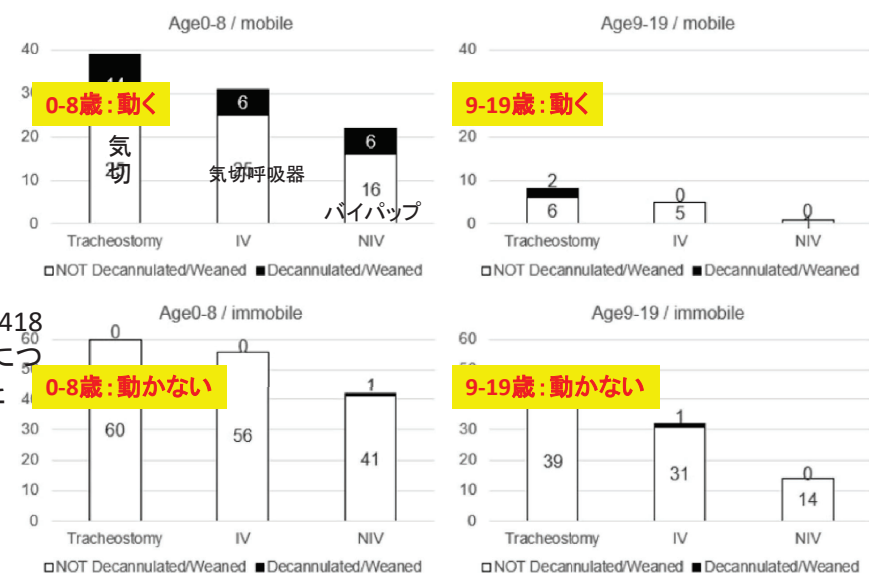 Age0-8 / mobile
40
30
20
10
0
0-8歳：動く
14
25
気切
6
25
気切呼吸器
6
16
バイパップ
Tracheostomy IV NIV
□NOT Decannulated/Weaned ■Decannulated/Weaned
Age9-19 / mobile
40
20
10
0
9-19歳：動く
2
6
0
5
0
Tracheostomy IV NIV
□NOT Decannulated/Weaned ■Decannulated/Weaned
418
につ
Age0-8 / immobile
60
30
20
10
0
0-8歳：動かない
0
60
0
56
1
41
Tracheostomy IV NIV
□NOT Decannulated/Weaned ■Decannulated/Weaned
Age9-19 / immobile
60
30
20
10
0
9-19歳：動かない
39
1
31
0
14
Tracheostomy IV NIV
□NOT Decannulated/Weaned ■Decannulated/Weaned